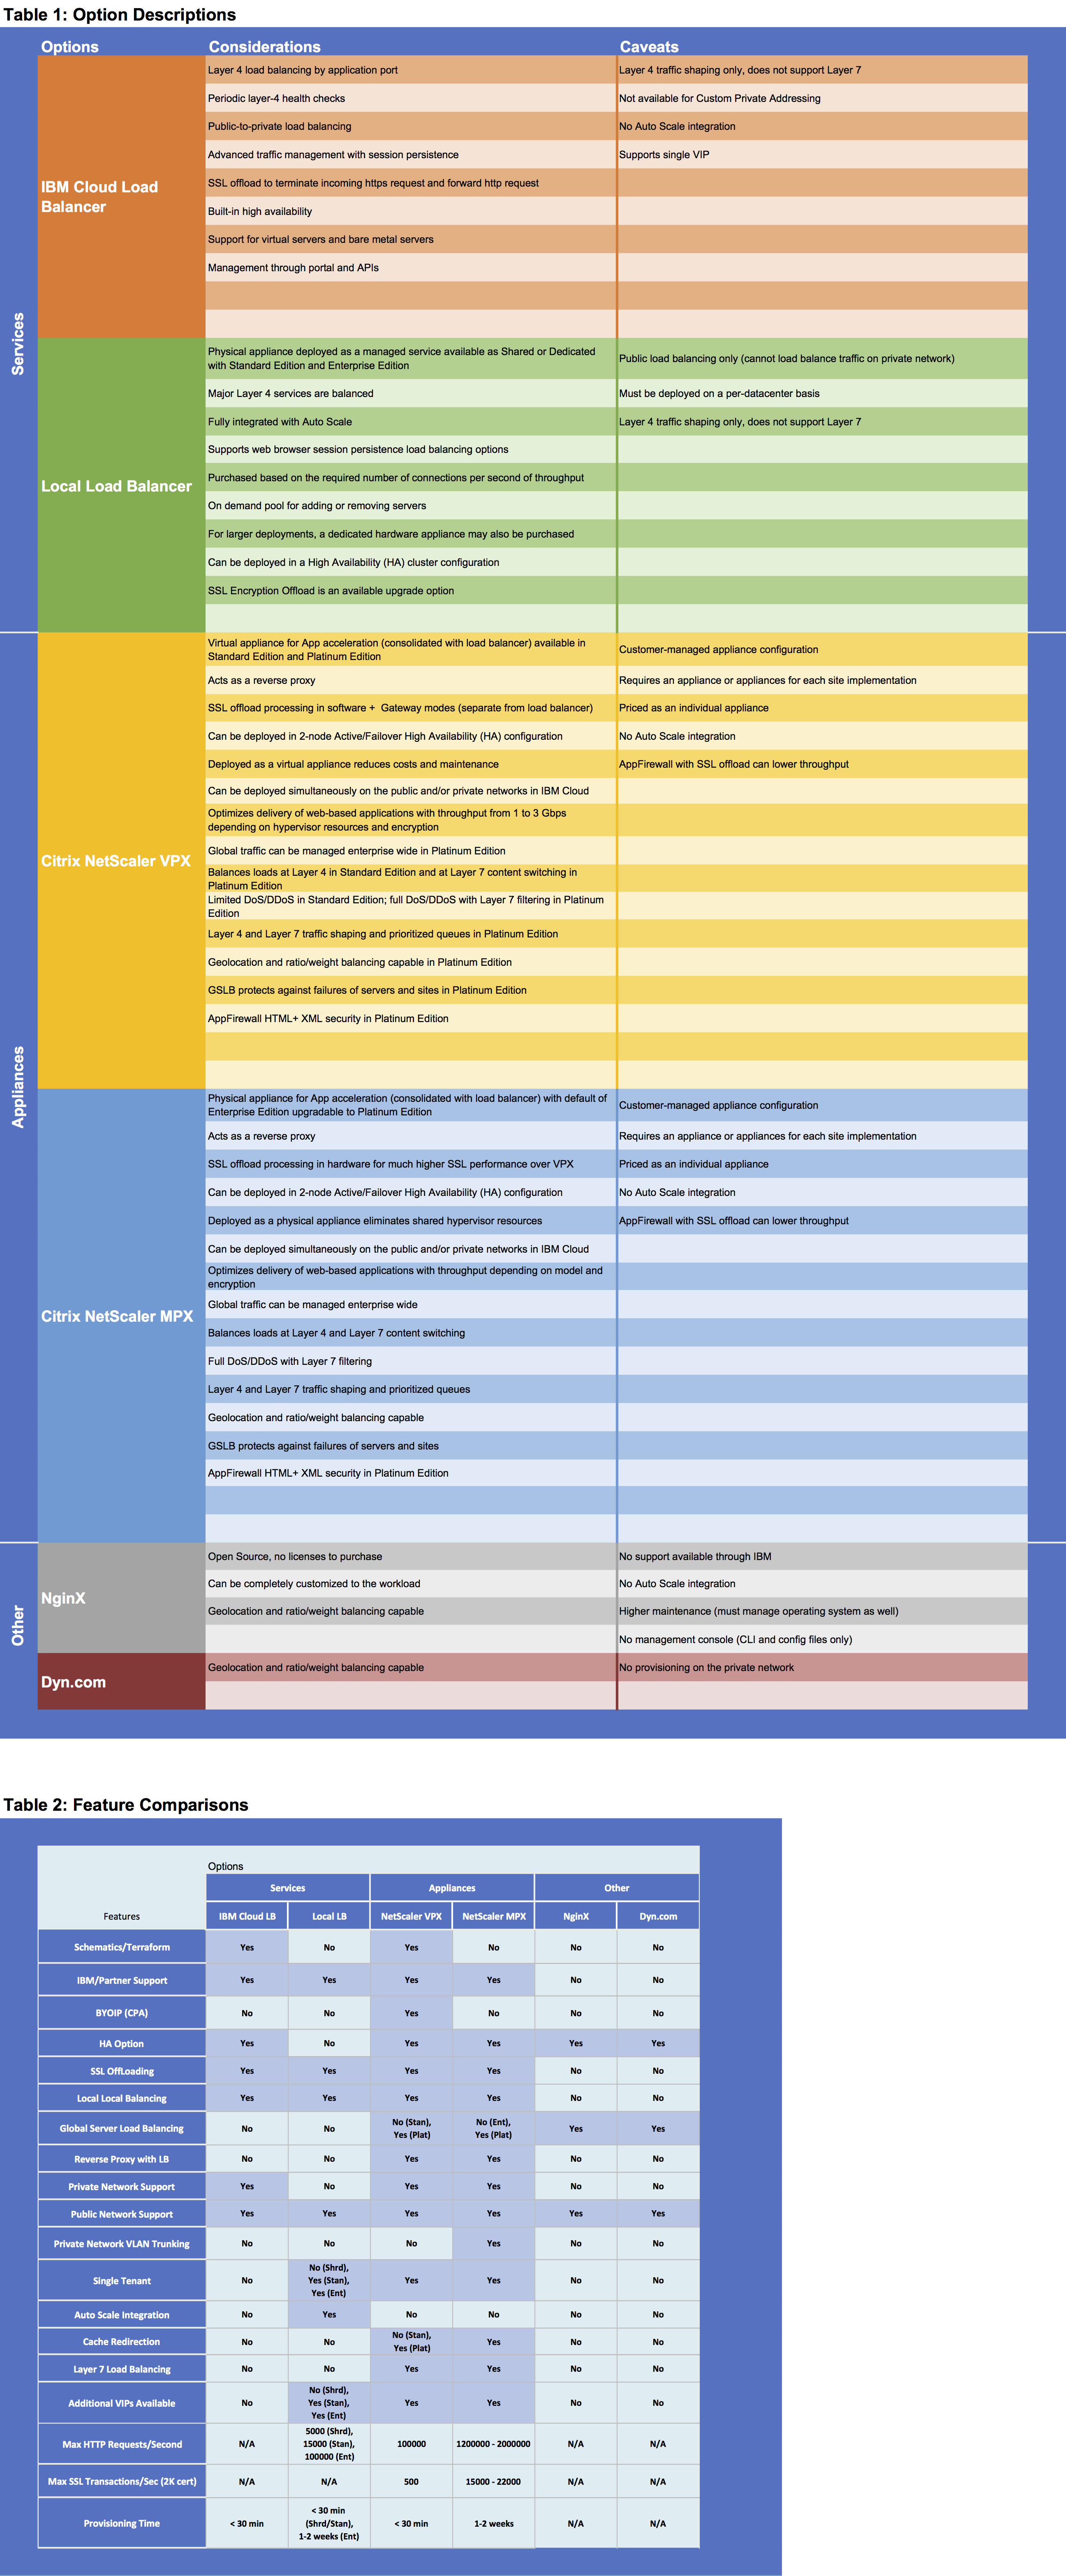 Table 1: Option Descriptions
Options Considerations Caveats
Services
IBM Cloud Load
Balancer
Layer 4 load balancing by application port Layer 4 traffic shaping only, does not support Layer 7
Periodic layer-4 health checks Not available for Custom Private Addressing
Public-to-private load balancing No Auto Scale integration
Advanced traffic management with session persistence Supports single VIP
SSL offload to terminate incoming https request and forward http request
Built-in high availability
Support for virtual servers and bare metal servers
Management through portal and APIs
Local Load Balancer
Physical appliance deployed as a managed service available as Shared or Dedicated
with Standard Edition and Enterprise Edition
Public load balancing only (cannot load balance traffic on private network)
Major Layer 4 services are balanced Must be deployed on a per-datacenter basis
Fully integrated with Auto Scale Layer 4 traffic shaping only, does not support Layer 7
Supports web browser session persistence load balancing options
Purchased based on the required number of connections per second of throughput
On demand pool for adding or removing servers
For larger deployments, a dedicated hardware appliance may also be purchased
Can be deployed in a High Availability (HA) cluster configuration
SSL Encryption Offload is an available upgrade option
Appliances
Citrix NetScaler VPX
Virtual appliance for App acceleration (consolidated with load balancer) available in
Standard Edition and Platinum Edition
Customer-managed appliance configuration
Acts as a reverse proxy Requires an appliance or appliances for each site implementation
SSL offload processing in software + Gateway modes (separate from load balancer) Priced as an individual appliance
Can be deployed in 2-node Active/Failover High Availability (HA) configuration No Auto Scale integration
Deployed as a virtual appliance reduces costs and maintenance AppFirewall with SSL offload can lower throughput
Can be deployed simultaneously on the public and/or private networks in IBM Cloud
Optimizes delivery of web-based applications with throughput from 1 to 3 Gbps
depending on hypervisor resources and encryption
Global traffic can be managed enterprise wide in Platinum Edition
Balances loads at Layer 4 in Standard Edition and at Layer 7 content switching in
Platinum Edition
Limited DoS/DDoS in Standard Edition; full DoS/DDoS with Layer 7 filtering in Platinum
Edition
Layer 4 and Layer 7 traffic shaping and prioritized queues in Platinum Edition
Geolocation and ratio/weight balancing capable in Platinum Edition
GSLB protects against failures of servers and sites in Platinum Edition
AppFirewall HTML+ XML security in Platinum Edition
Citrix NetScaler MPX
Physical appliance for App acceleration (consolidated with load balancer) with default of
Enterprise Edition upgradable to Platinum Edition
Customer-managed appliance configuration
Acts as a reverse proxy Requires an appliance or appliances for each site implementation
SSL offload processing in hardware for much higher SSL performance over VPX Priced as an individual appliance
Can be deployed in 2-node Active/Failover High Availability (HA) configuration No Auto Scale integration
Deployed as a physical appliance eliminates shared hypervisor resources AppFirewall with SSL offload can lower throughput
Can be deployed simultaneously on the public and/or private networks in IBM Cloud
Optimizes delivery of web-based applications with throughput depending on model and
encryption
Global traffic can be managed enterprise wide
Balances loads at Layer 4 and Layer 7 content switching
Full DoS/DDoS with Layer 7 filtering
Layer 4 and Layer 7 traffic shaping and prioritized queues
Geolocation and ratio/weight balancing capable
GSLB protects against failures of servers and sites
AppFirewall HTML+ XML security in Platinum Edition
Other
NginX
Open Source, no licenses to purchase No support available through IBM
Can be completely customized to the workload No Auto Scale integration
Geolocation and ratio/weight balancing capable Higher maintenance (must manage operating system as well)
No management console (CLI and config files only)
Dyn.com
Geolocation and ratio/weight balancing capable No provisioning on the private network
Table 2: Feature Comparisons
Options
Services Appliances Other
Features IBM Cloud LB Local LB NetScaler VPX NetScaler MPX NginX Dyn.com
Schematics/Terraform Yes No Yes No No No
IBM/Partner Support Yes Yes Yes Yes No No
BYOIP (CPA) No No Yes No No No
HA Option Yes No Yes Yes Yes Yes
SSL OffLoading Yes Yes Yes Yes No No
Local Local Balancing Yes Yes Yes Yes No No
Global Server Load Balancing No No No (Stan), Yes (Plat) No (Ent), Yes (Plat) Yes Yes
Reverse Proxy with LB No No Yes Yes No No
Private Network Support Yes No Yes Yes No No
Public Network Support Yes Yes Yes Yes Yes Yes
Private Network VLAN Trunking No No No Yes No No
Single Tenant No No (Shrd), Yes (Stan), Yes (Ent) Yes Yes No No
Auto Scale Integration No Yes No No No No
Cache Redirection No No No (Stan), Yes (Plat) Yes No No
Layer 7 Load Balancing No No Yes Yes No No
Additional VIPs Available No No (Shrd), Yes (Stan), Yes (Ent) Yes Yes No No
Max HTTP Requests/Second N/A 5000 (Shrd), 15000 (Stan), 100000 (Ent) 100000 1200000 - 2000000 N/A N/A
Max SSL Transactions/Sec (2K cert) N/A N/A 500 15000 - 22000 N/A N/A
Provisioning Time < 30 min < 30 min (Shrd/Stan), 1-2 weeks (Ent) < 30 min 1-2 weeks N/A N/A